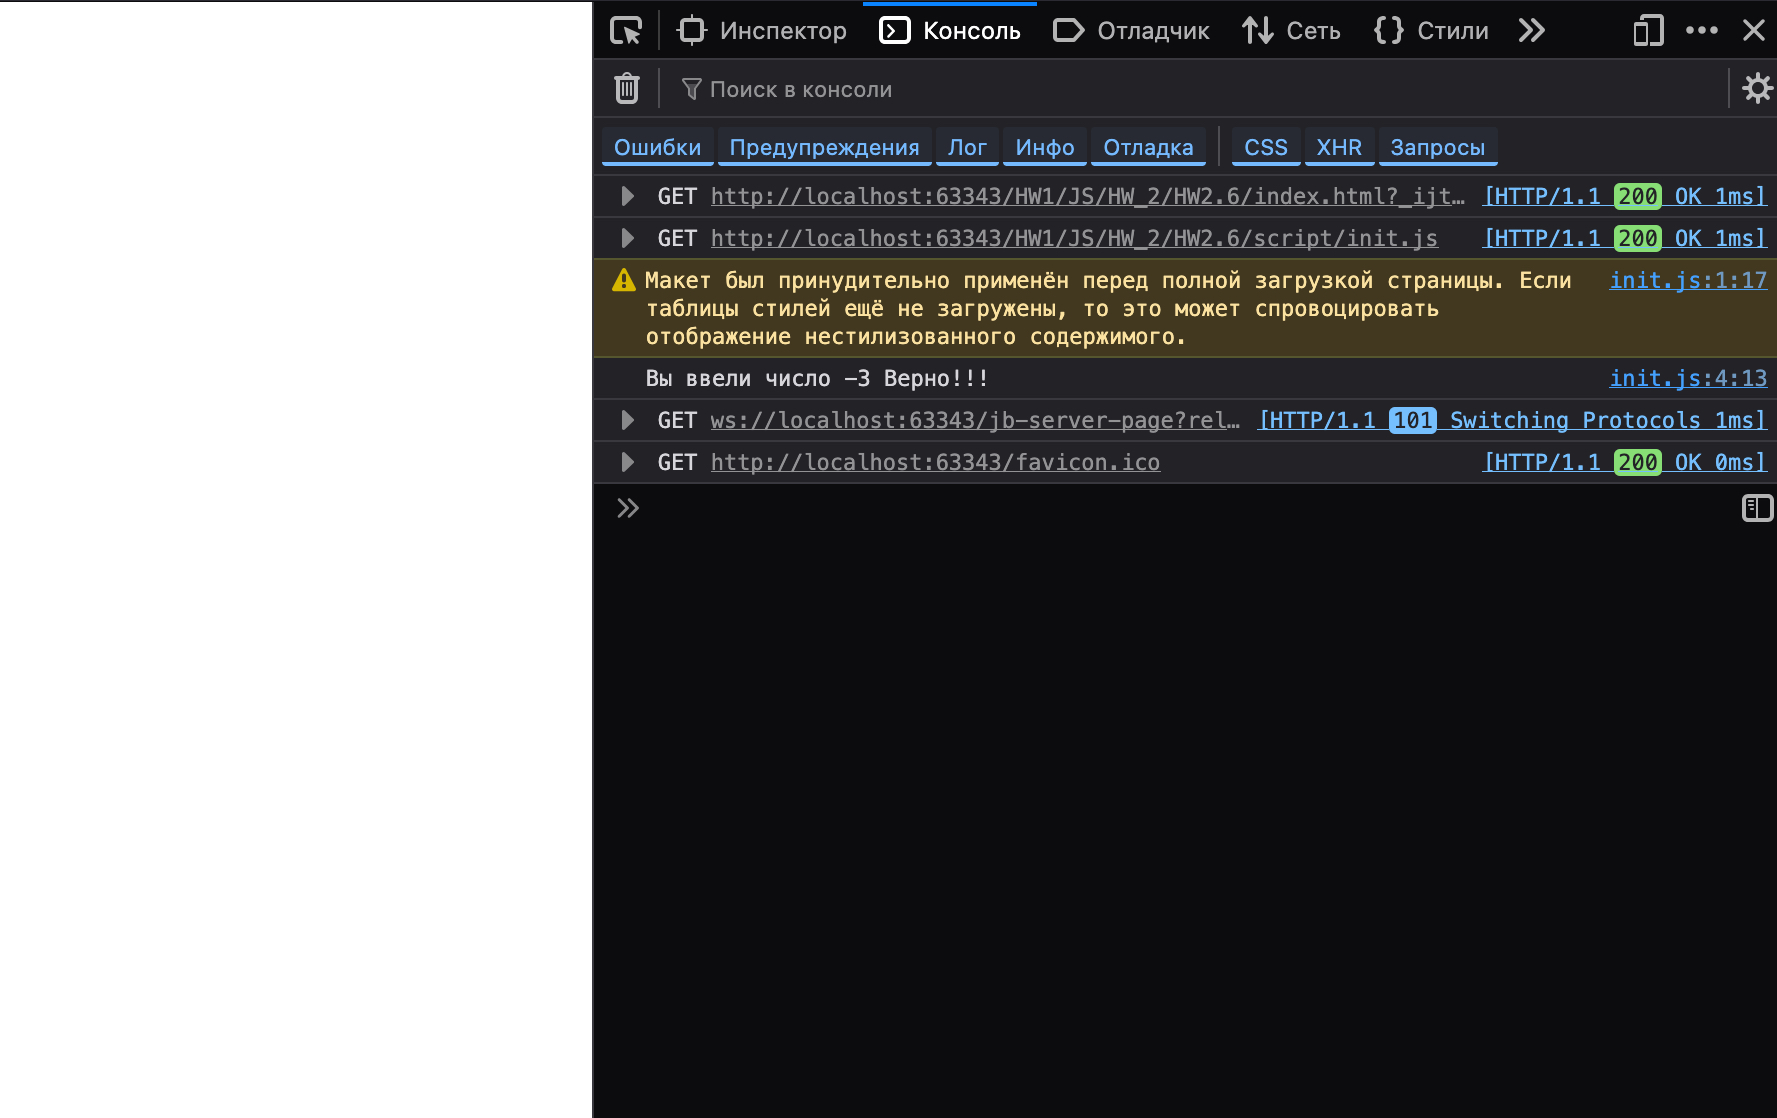 Инспектор Консоль Отладчик Сеть Стили
Поиск в консоли
Ошибки Предупреждения Лог Инфо Отладка CSS XHR Запросы
GET http://localhost:63343/HW1/JS/HW_2/HW2.6/index.html?_ijt… [HTTP/1.1 200 OK 1ms]
GET http://localhost:63343/HW1/JS/HW_2/HW2.6/script/init.js [HTTP/1.1 200 OK 1ms]
Макет был принудительно применён перед полной загрузкой страницы. Если init.js:1:17
таблицы стилей ещё не загружены, то это может спровоцировать
отображение нестилизованного содержимого.
Вы ввели число -3 Верно!!! init.js:4:13
GET ws://localhost:63343/jb-server-page?rel… [HTTP/1.1 101 Switching Protocols 1ms]
GET http://localhost:63343/favicon.ico [HTTP/1.1 200 OK 0ms]